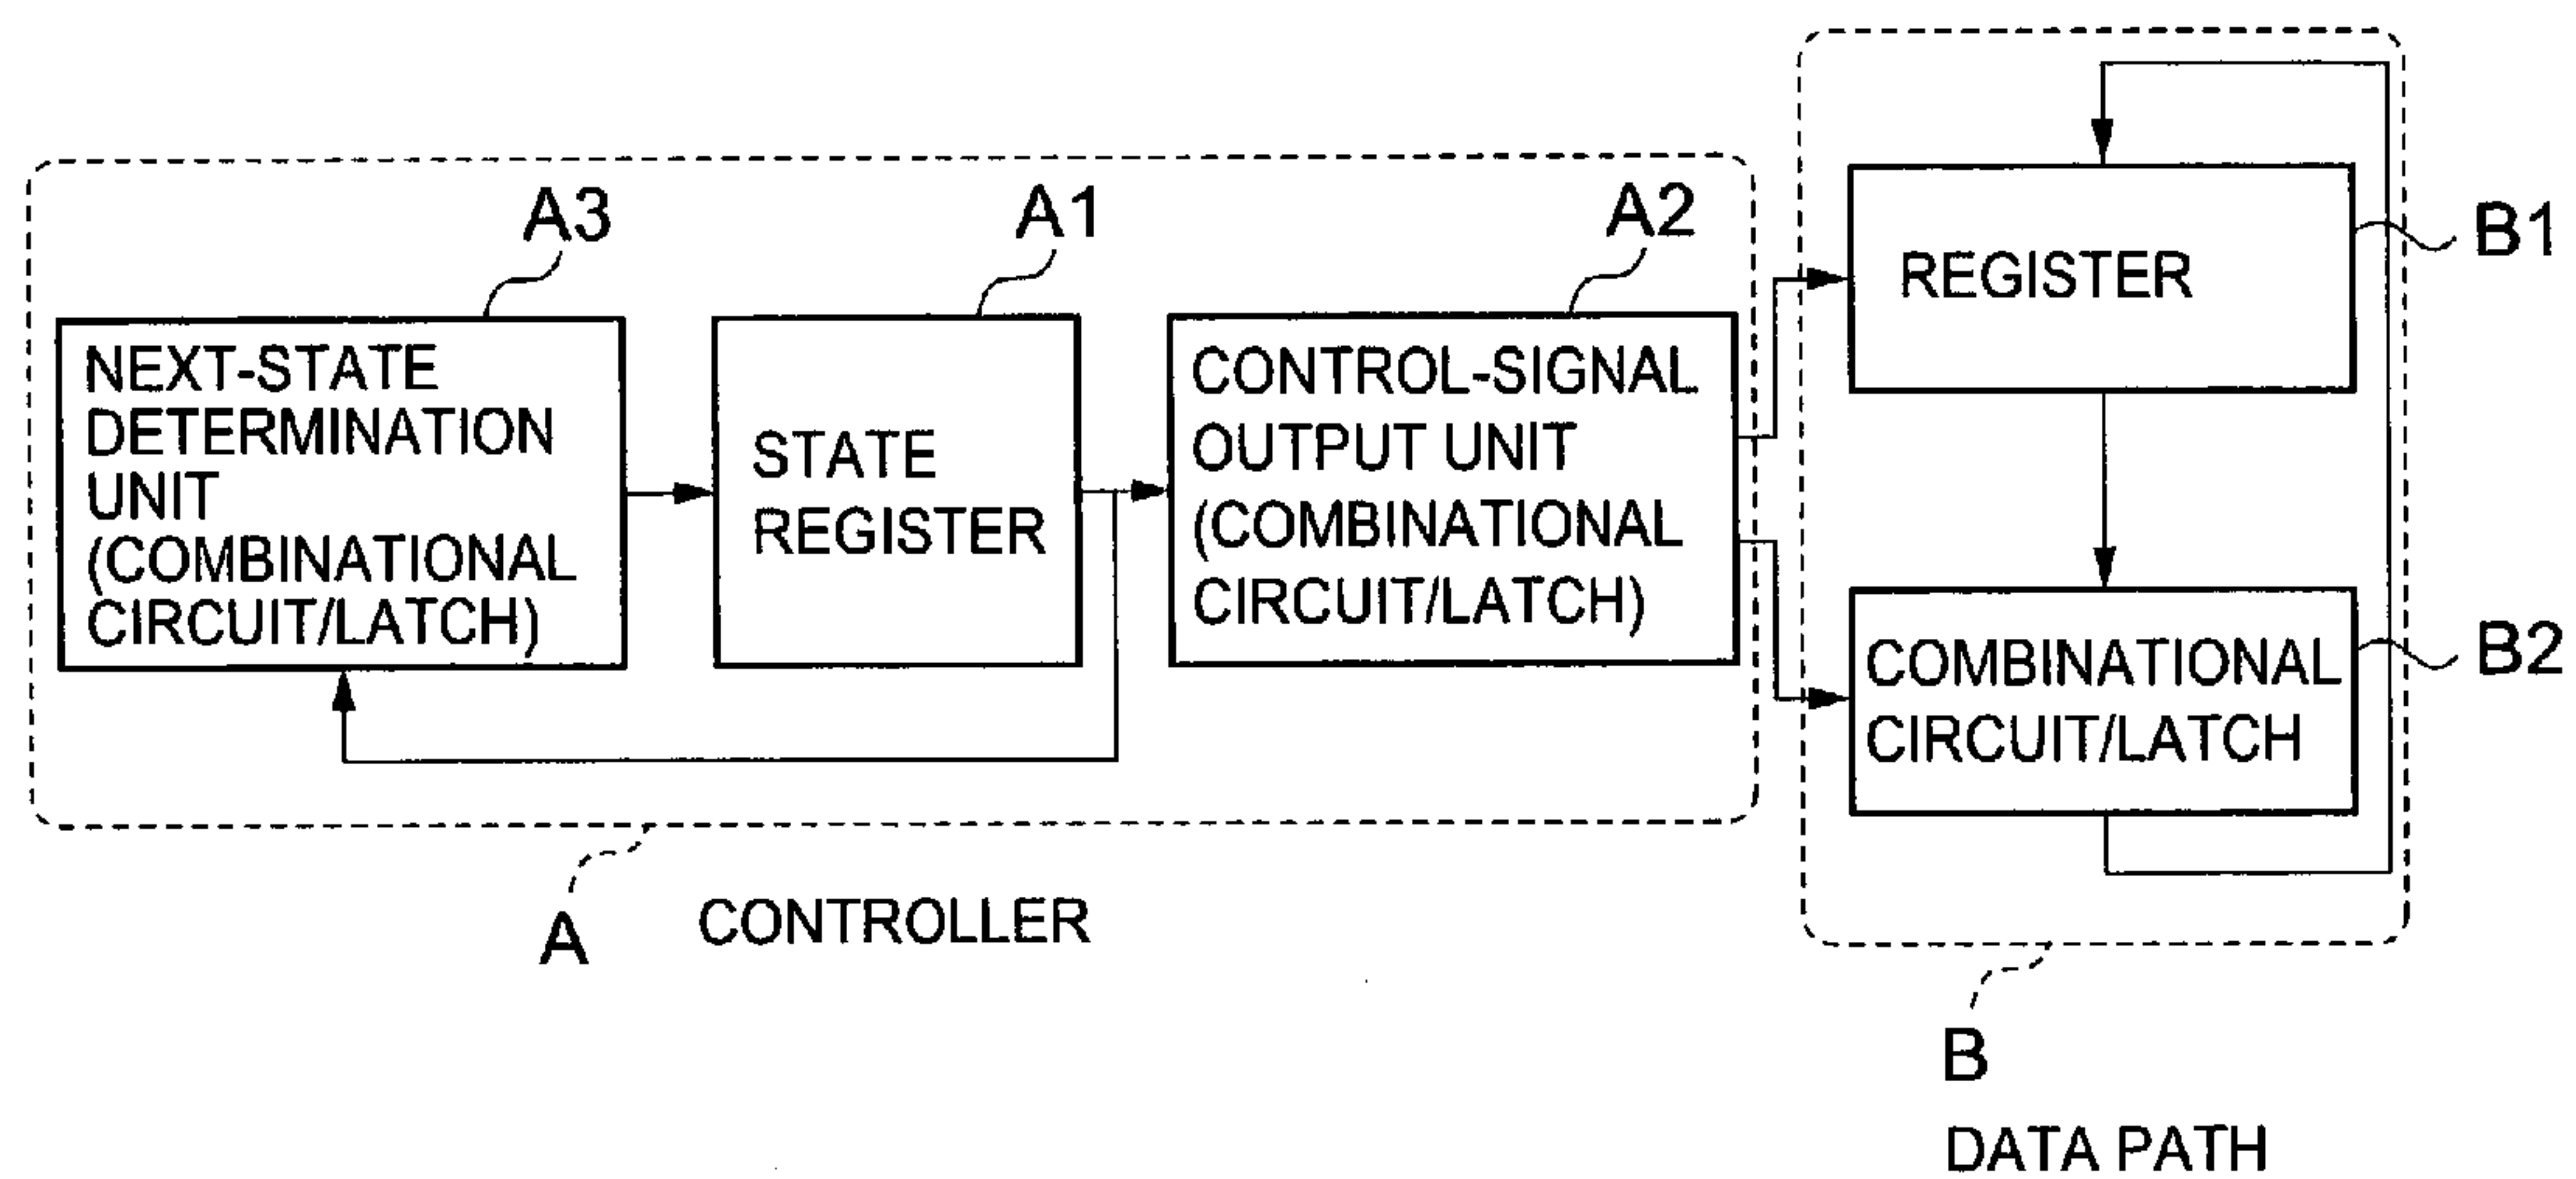 A3
A1
A2
B1
NEXT-STATE
DETERMINATION
UNIT
(COMBINATIONAL
CIRCUIT/LATCH)
STATE
REGISTER
CONTROL-SIGNAL
OUTPUT UNIT
(COMBINATIONAL
CIRCUIT/LATCH)
REGISTER
COMBINATIONAL
CIRCUIT/LATCH
B2
A
CONTROLLER
B
DATA PATH